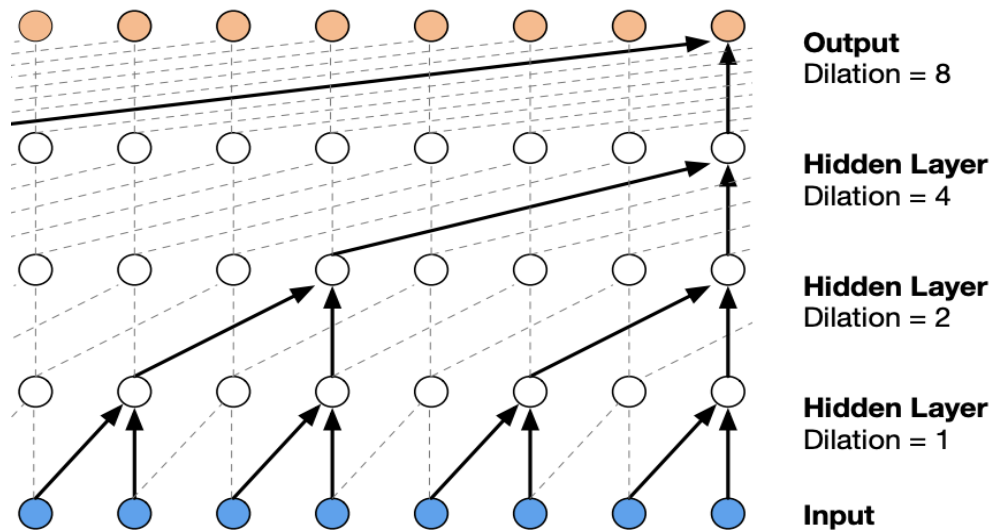 Output
Dilation = 8
Hidden Layer
Dilation = 4
Hidden Layer
Dilation = 2
Hidden Layer
Dilation = 1
Input